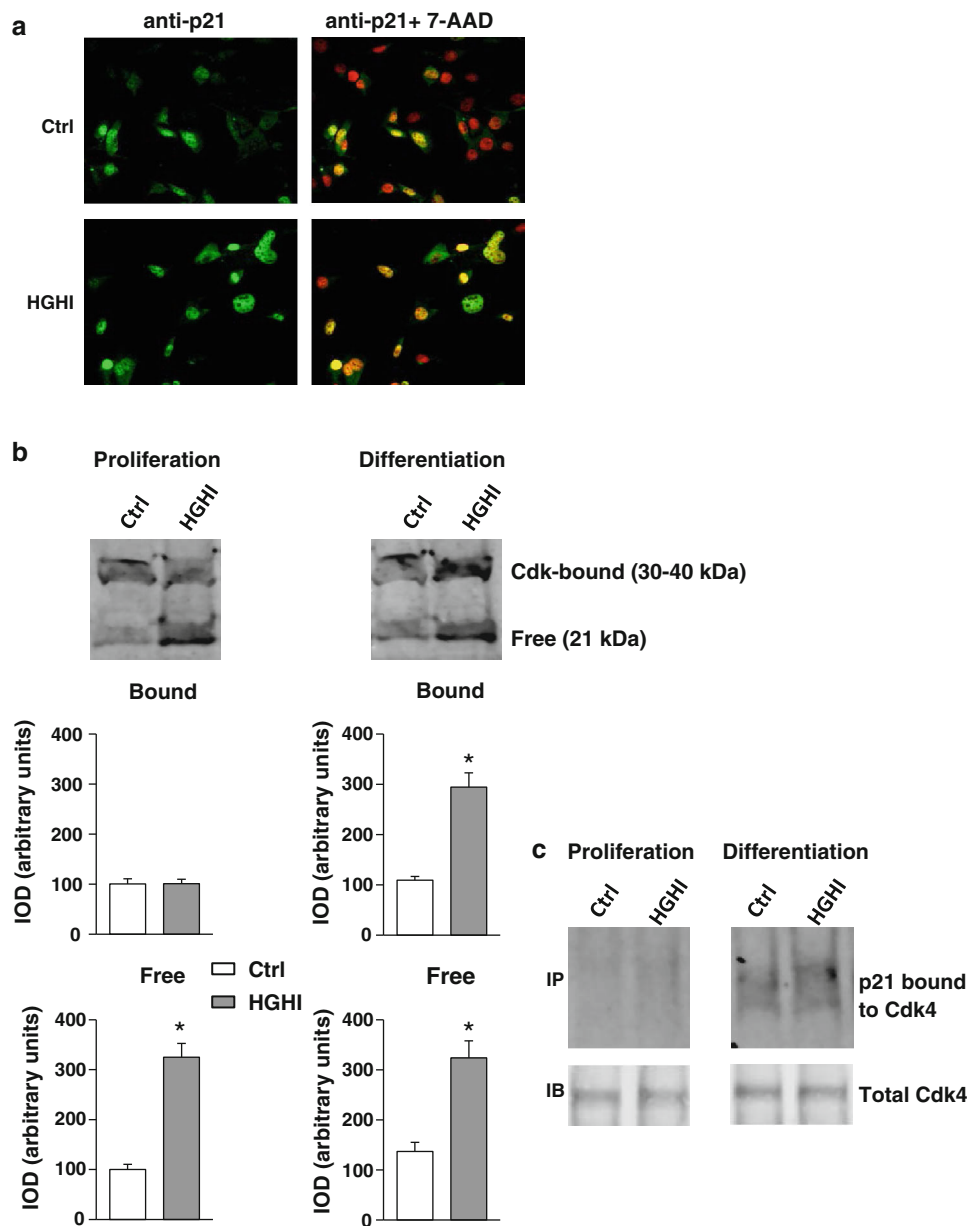 a
anti-p21
anti-p21+ 7-AAD
Ctrl
HGHI
b
Proliferation
Differentiation
Ctrl
HGHI
Ctrl
HGHI
Cdk-bound (30-40 kDa)
Free (21 kDa)
Bound
Bound
IOD (arbitrary units)
400
300
200
100
0
IOD (arbitrary units)
400
300
*
200
100
0
Free
Ctrl
HGHI
Free
IOD (arbitrary units)
400
300
*
200
100
0
IOD (arbitrary units)
400
300
*
200
100
0
c
Proliferation
Differentiation
Ctrl
HGHI
Ctrl
HGHI
IP
p21 bound
to Cdk4
IB
Total Cdk4